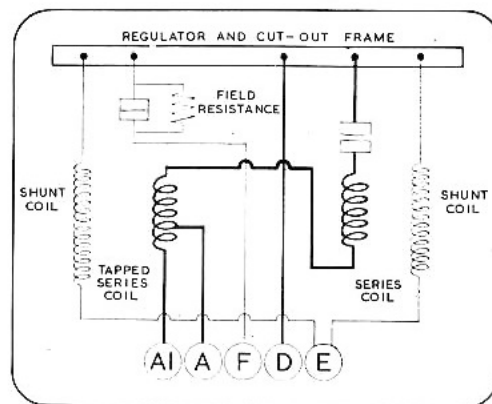 REGULATOR AND CUT-OUT FRAME
FIELD
RESISTANCE
SHUNT
COIL
TAPPED
SERIES
COIL
SERIES
COIL
SHUNT
COIL
A1 A F D E